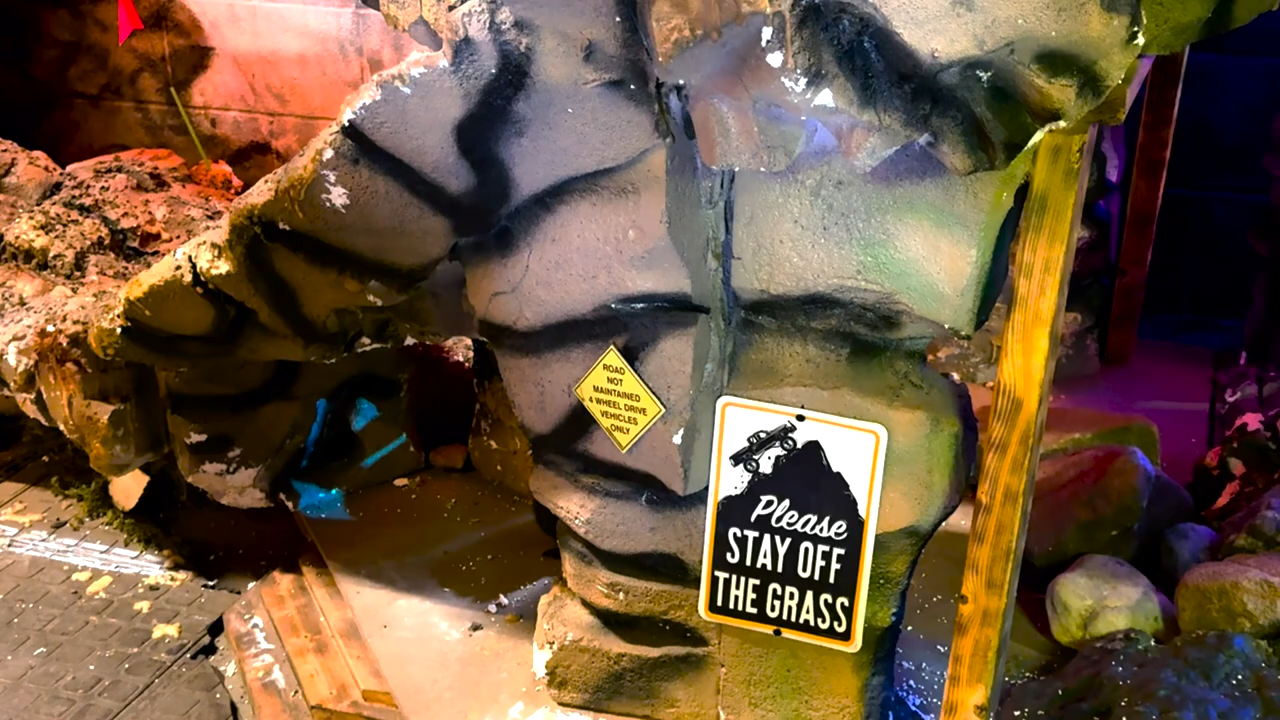 ROAD
NOT
MAINTAINED
4 WHEEL DRIVE
VEHICLES
ONLY
Please
STAY OFF
THE GRASS